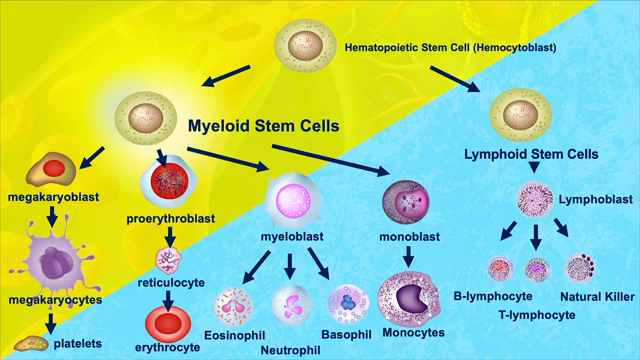 Hematopoietic Stem Cell (Hemocytoblast)
Myeloid Stem Cells
Lymphoid Stem Cells
megakaryoblast
proerythroblast
myeloblast
monoblast
Lymphoblast
megakaryocytes
reticulocyte
platelets
erythrocyte
Eosinophil
Neutrophil
Basophil
Monocytes
B-lymphocyte
T-lymphocyte
Natural Killer